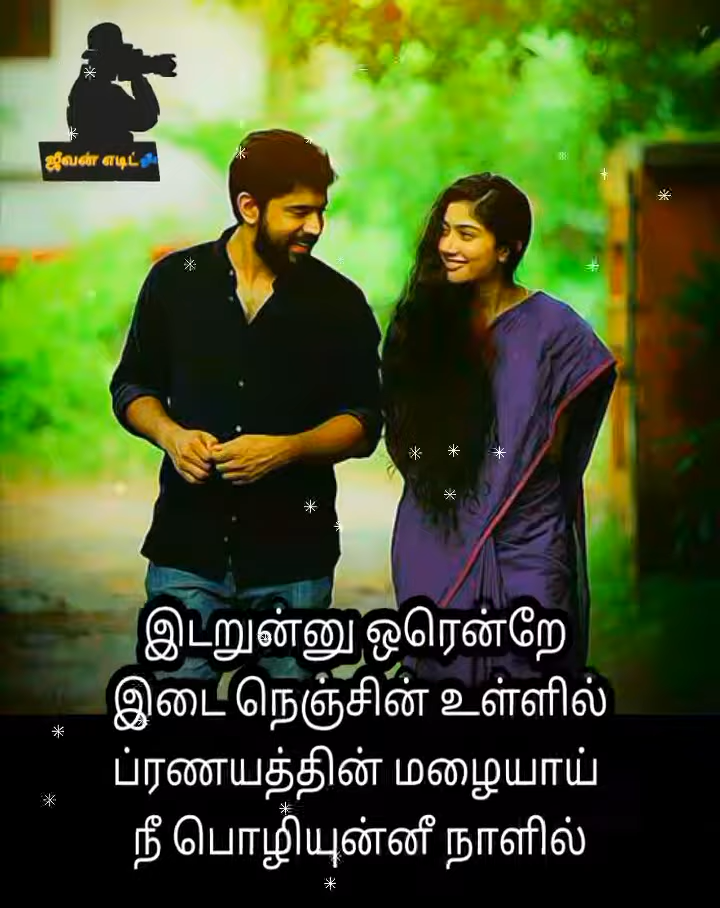 ஜீவன் எடிட்
இடறுன்னு ஒரென்றே
இடை நெஞ்சின் உள்ளில்
ப்ரணயத்தின் மழையாய்
நீ பொழியுன்னீ நாளில்